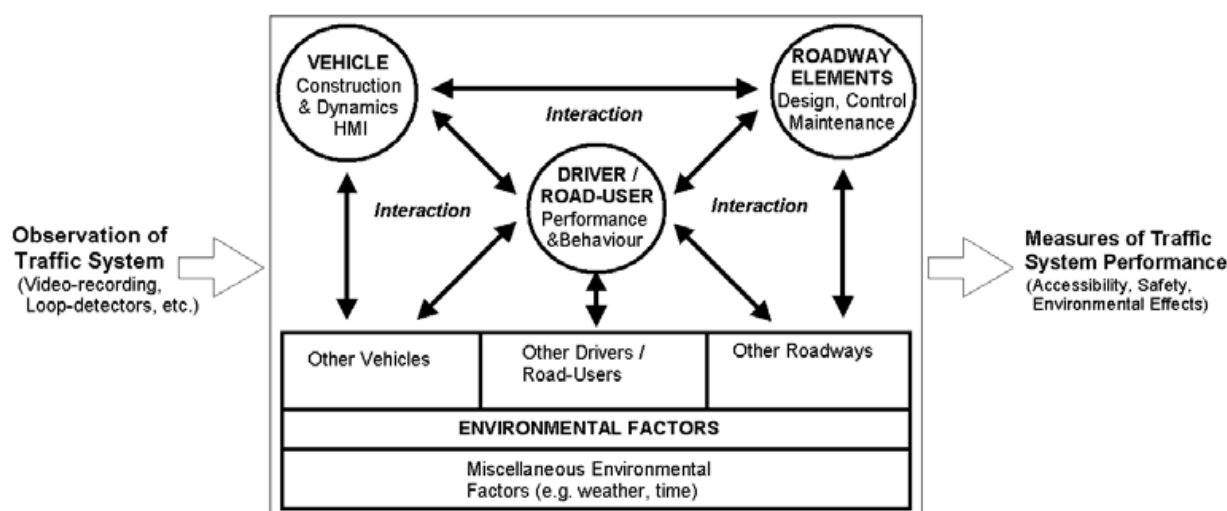 VEHICLE
Construction
& Dynamics
HMI
ROADWAY
ELEMENTS
Design, Control
Maintenance
Interaction
DRIVER /
ROAD-USER
Performance
&Behaviour
Interaction
Interaction
Observation of
Traffic System
(Video-recording,
Loop-detectors, etc.)
Measures of Traffic
System Performance
(Accessibility, Safety,
Environmental Effects)
Other Vehicles
Other Drivers /
Road-Users
Other Roadways
ENVIRONMENTAL FACTORS
Miscellaneous Environmental
Factors (e.g. weather, time)